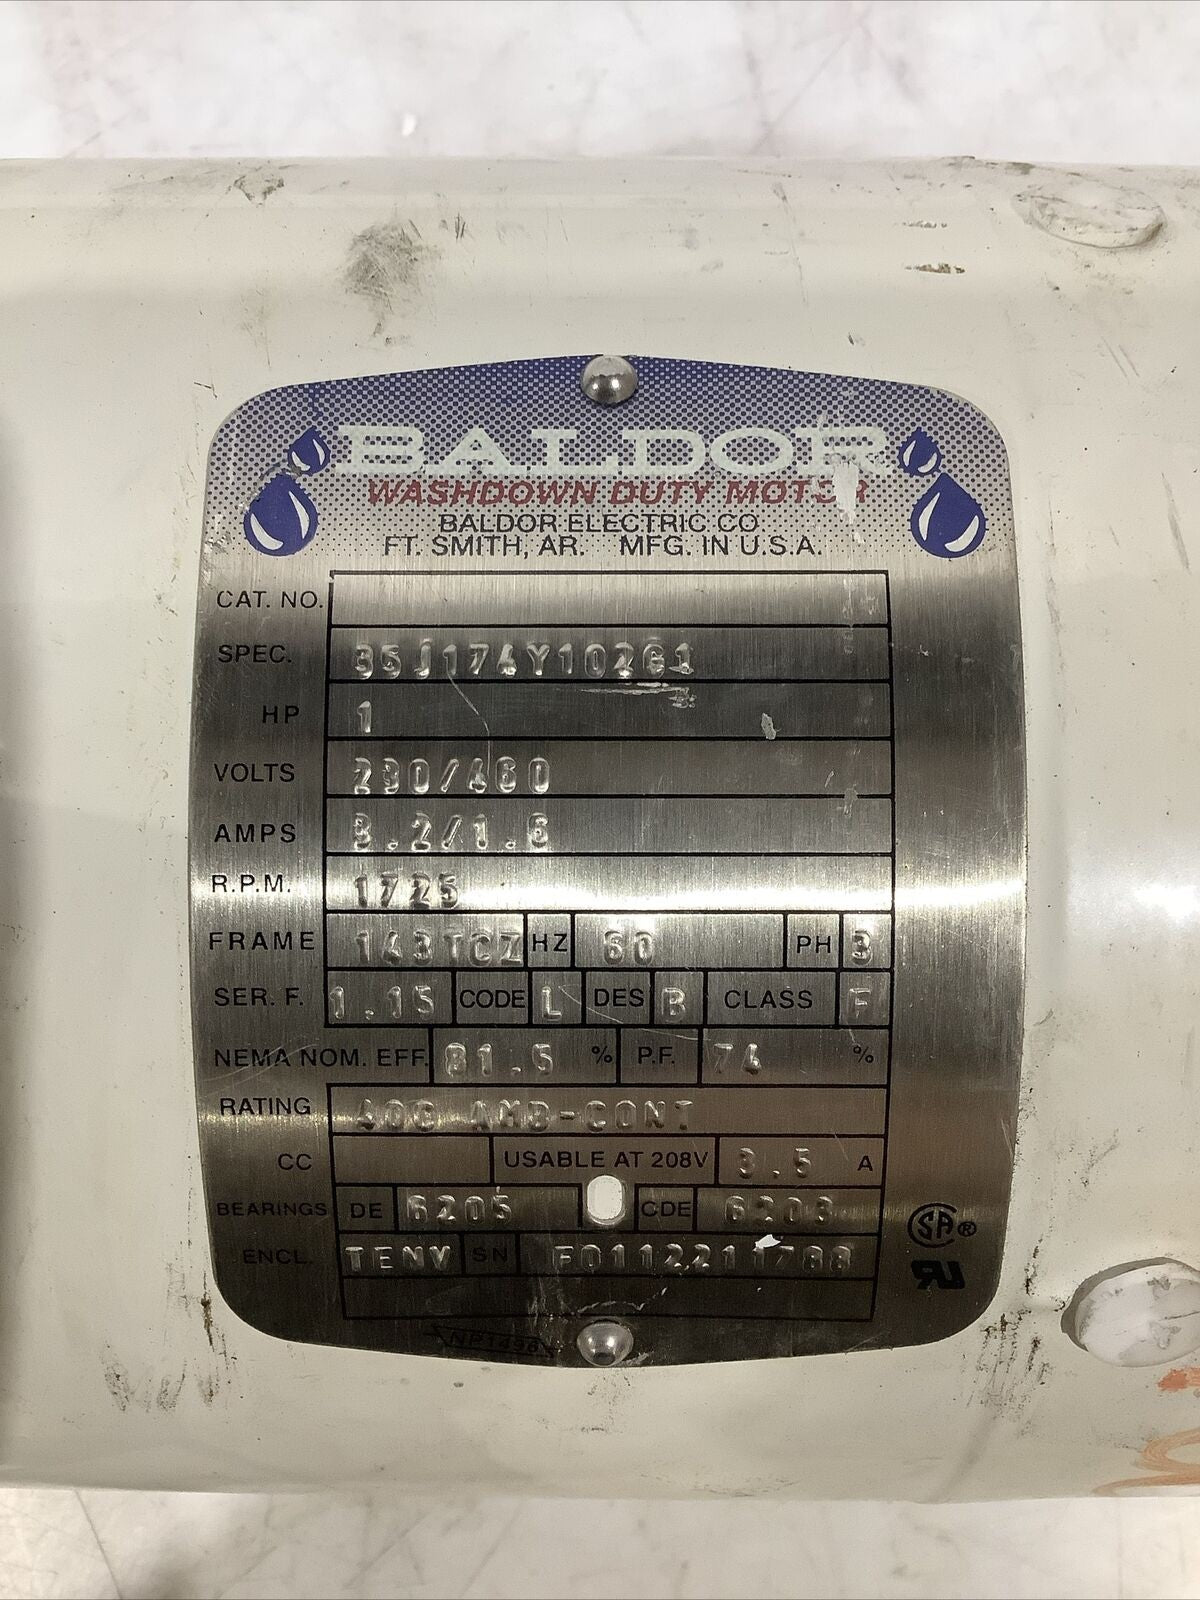 BALDOR
WASHDOWN DUTY MOTOR
BALDOR ELECTRIC CO
FT. SMITH, AR. MFG. IN U.S.A.
CAT. NO.
SPEC. 35J174Y102G1
HP 1
VOLTS 230/460
AMPS 3.2/1.6
R.P.M. 1725
FRAME 143TCZ HZ 60 PH 3
SER. F. 1.15 CODE L DES B CLASS F
NEMA NOM. EFF. 81.5 % P.F. 74 %
RATING 40C AMB-CONT
CC USABLE AT 208V 3.5 A
BEARINGS DE 6205 CDE 6203
ENCL. TENV SN F0112211788
SA ®
RU